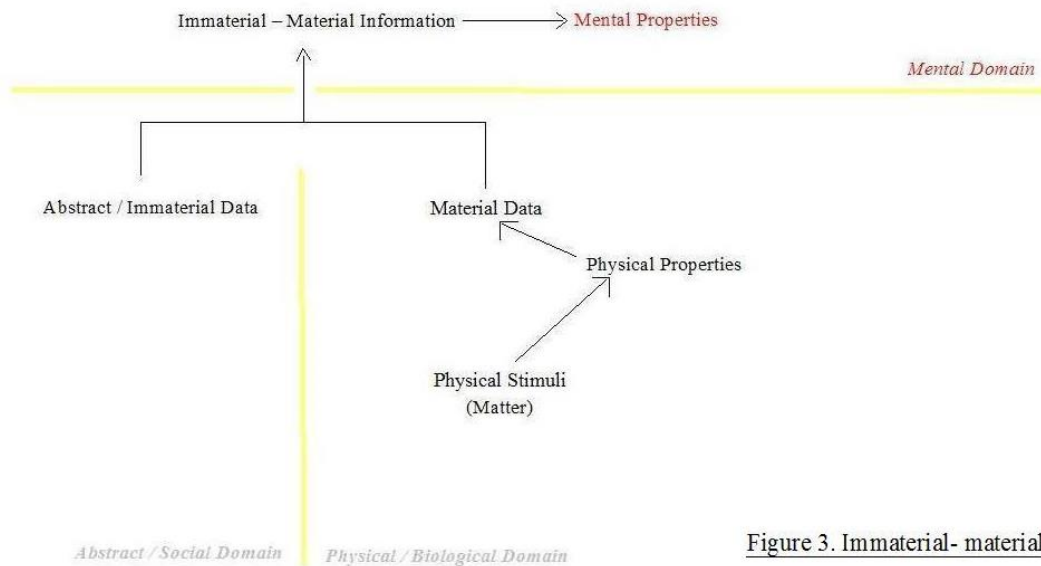 Immaterial – Material Information
Mental Properties
Mental Domain
Abstract / Immaterial Data
Material Data
Physical Properties
Physical Stimuli
(Matter)
Abstract / Social Domain
Physical / Biological Domain
Figure 3. Immaterial- material